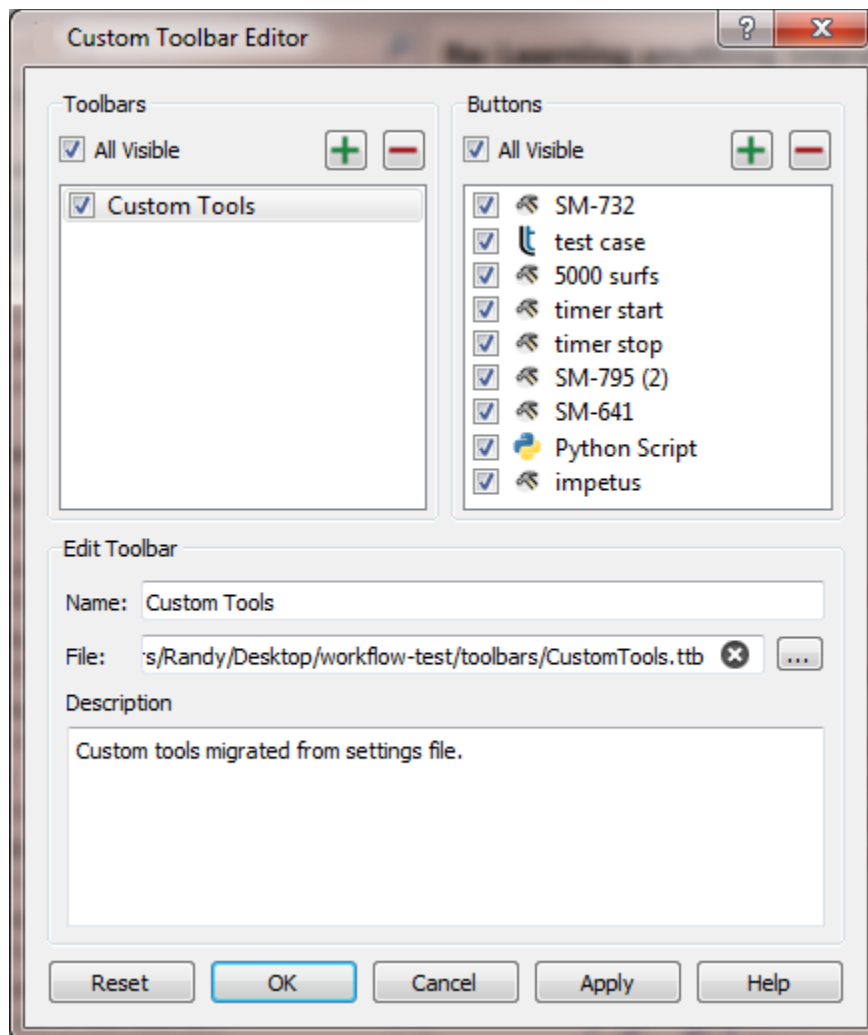 Custom Toolbar Editor
Toolbars
All Visible
Custom Tools
Buttons
All Visible
SM-732
test case
5000 surfs
timer start
timer stop
SM-795 (2)
SM-641
Python Script
impetus
Edit Toolbar
Name: Custom Tools
File: rs/Randy/Desktop/workflow-test/toolbars/CustomTools.ttb ...
Description
Custom tools migrated from settings file.
Reset OK Cancel Apply Help